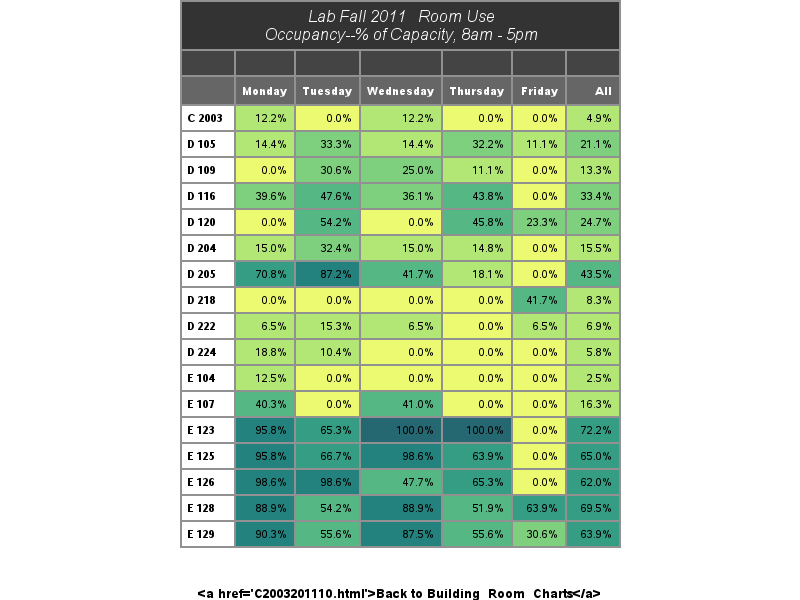 Lab Fall 2011 Room Use
Occupancy--% of Capacity, 8am - 5pm
Monday Tuesday Wednesday Thursday Friday All
C 2003 12.2% 0.0% 12.2% 0.0% 0.0% 4.9%
D 105 14.4% 33.3% 14.4% 32.2% 11.1% 21.1%
D 109 0.0% 30.6% 25.0% 11.1% 0.0% 13.3%
D 116 39.6% 47.6% 36.1% 43.8% 0.0% 33.4%
D 120 0.0% 54.2% 0.0% 45.8% 23.3% 24.7%
D 204 15.0% 32.4% 15.0% 14.8% 0.0% 15.5%
D 205 70.8% 87.2% 41.7% 18.1% 0.0% 43.5%
D 218 0.0% 0.0% 0.0% 0.0% 41.7% 8.3%
D 222 6.5% 15.3% 6.5% 0.0% 6.5% 6.9%
D 224 18.8% 10.4% 0.0% 0.0% 0.0% 5.8%
E 104 12.5% 0.0% 0.0% 0.0% 0.0% 2.5%
E 107 40.3% 0.0% 41.0% 0.0% 0.0% 16.3%
E 123 95.8% 65.3% 100.0% 100.0% 0.0% 72.2%
E 125 95.8% 66.7% 98.6% 63.9% 0.0% 65.0%
E 126 98.6% 98.6% 47.7% 65.3% 0.0% 62.0%
E 128 88.9% 54.2% 88.9% 51.9% 63.9% 69.5%
E 129 90.3% 55.6% 87.5% 55.6% 30.6% 63.9%
<a href='C2003201110.html'>Back to Building Room Charts</a>